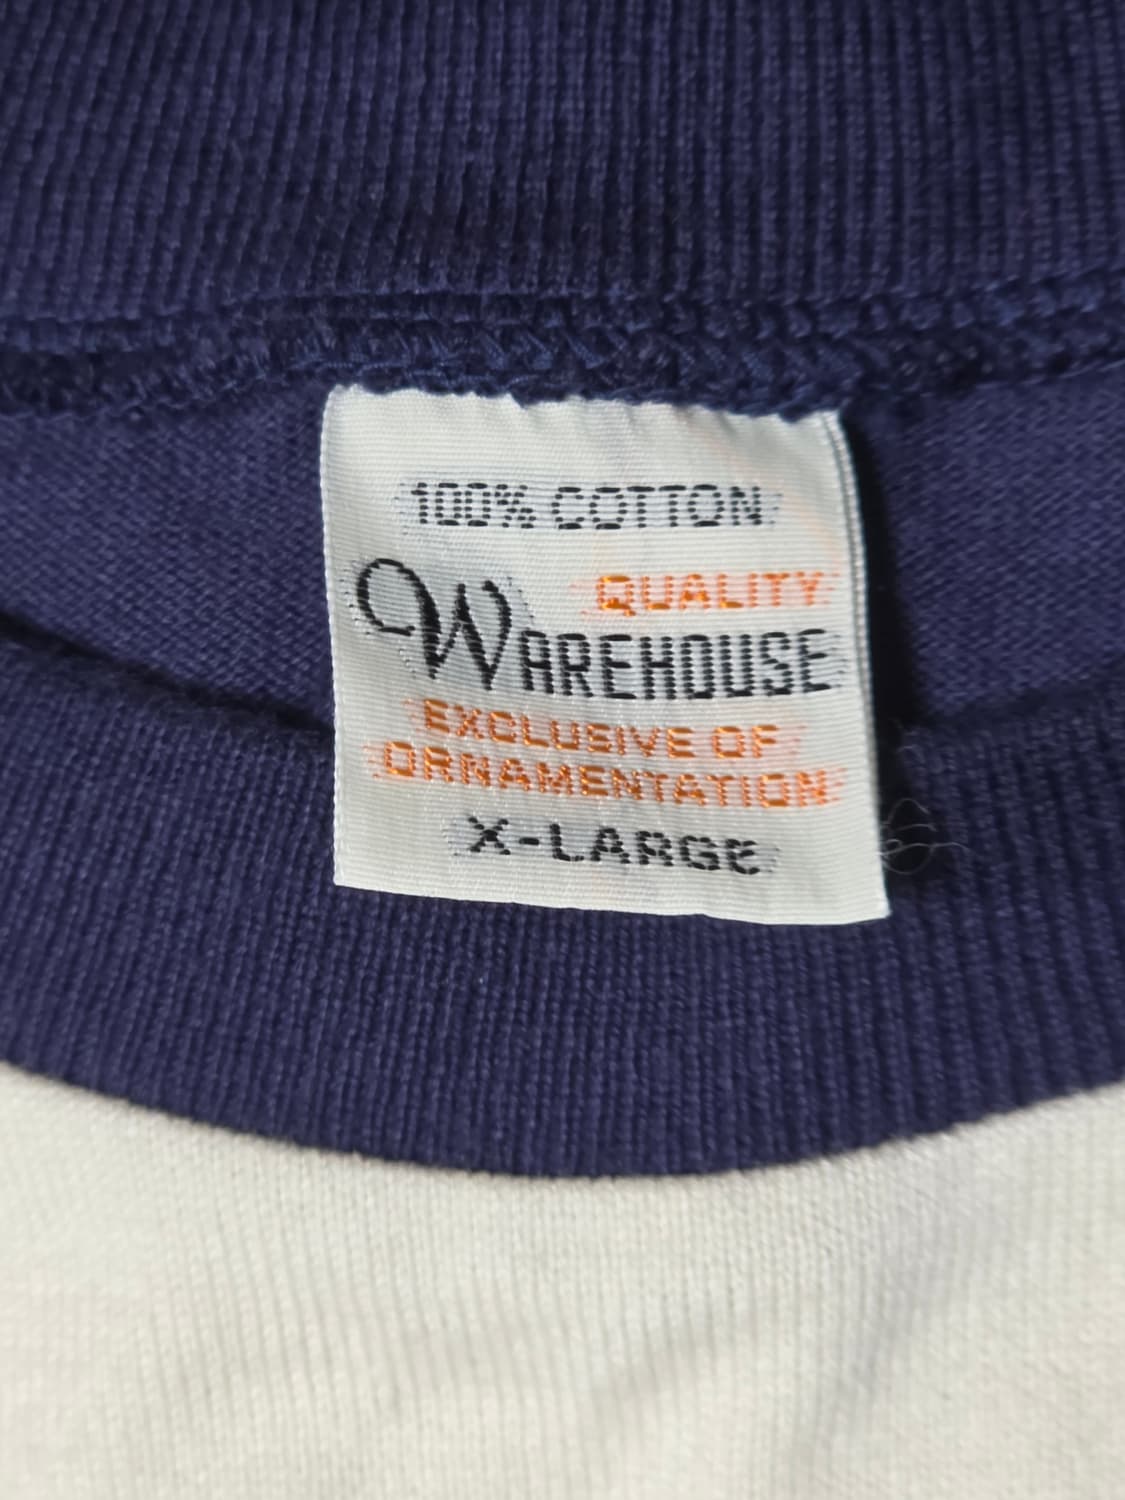 100% COTTON
QUALITY
WAREHOUSE
EXCLUSIVE OF
ORNAMENTATION
X-LARGE